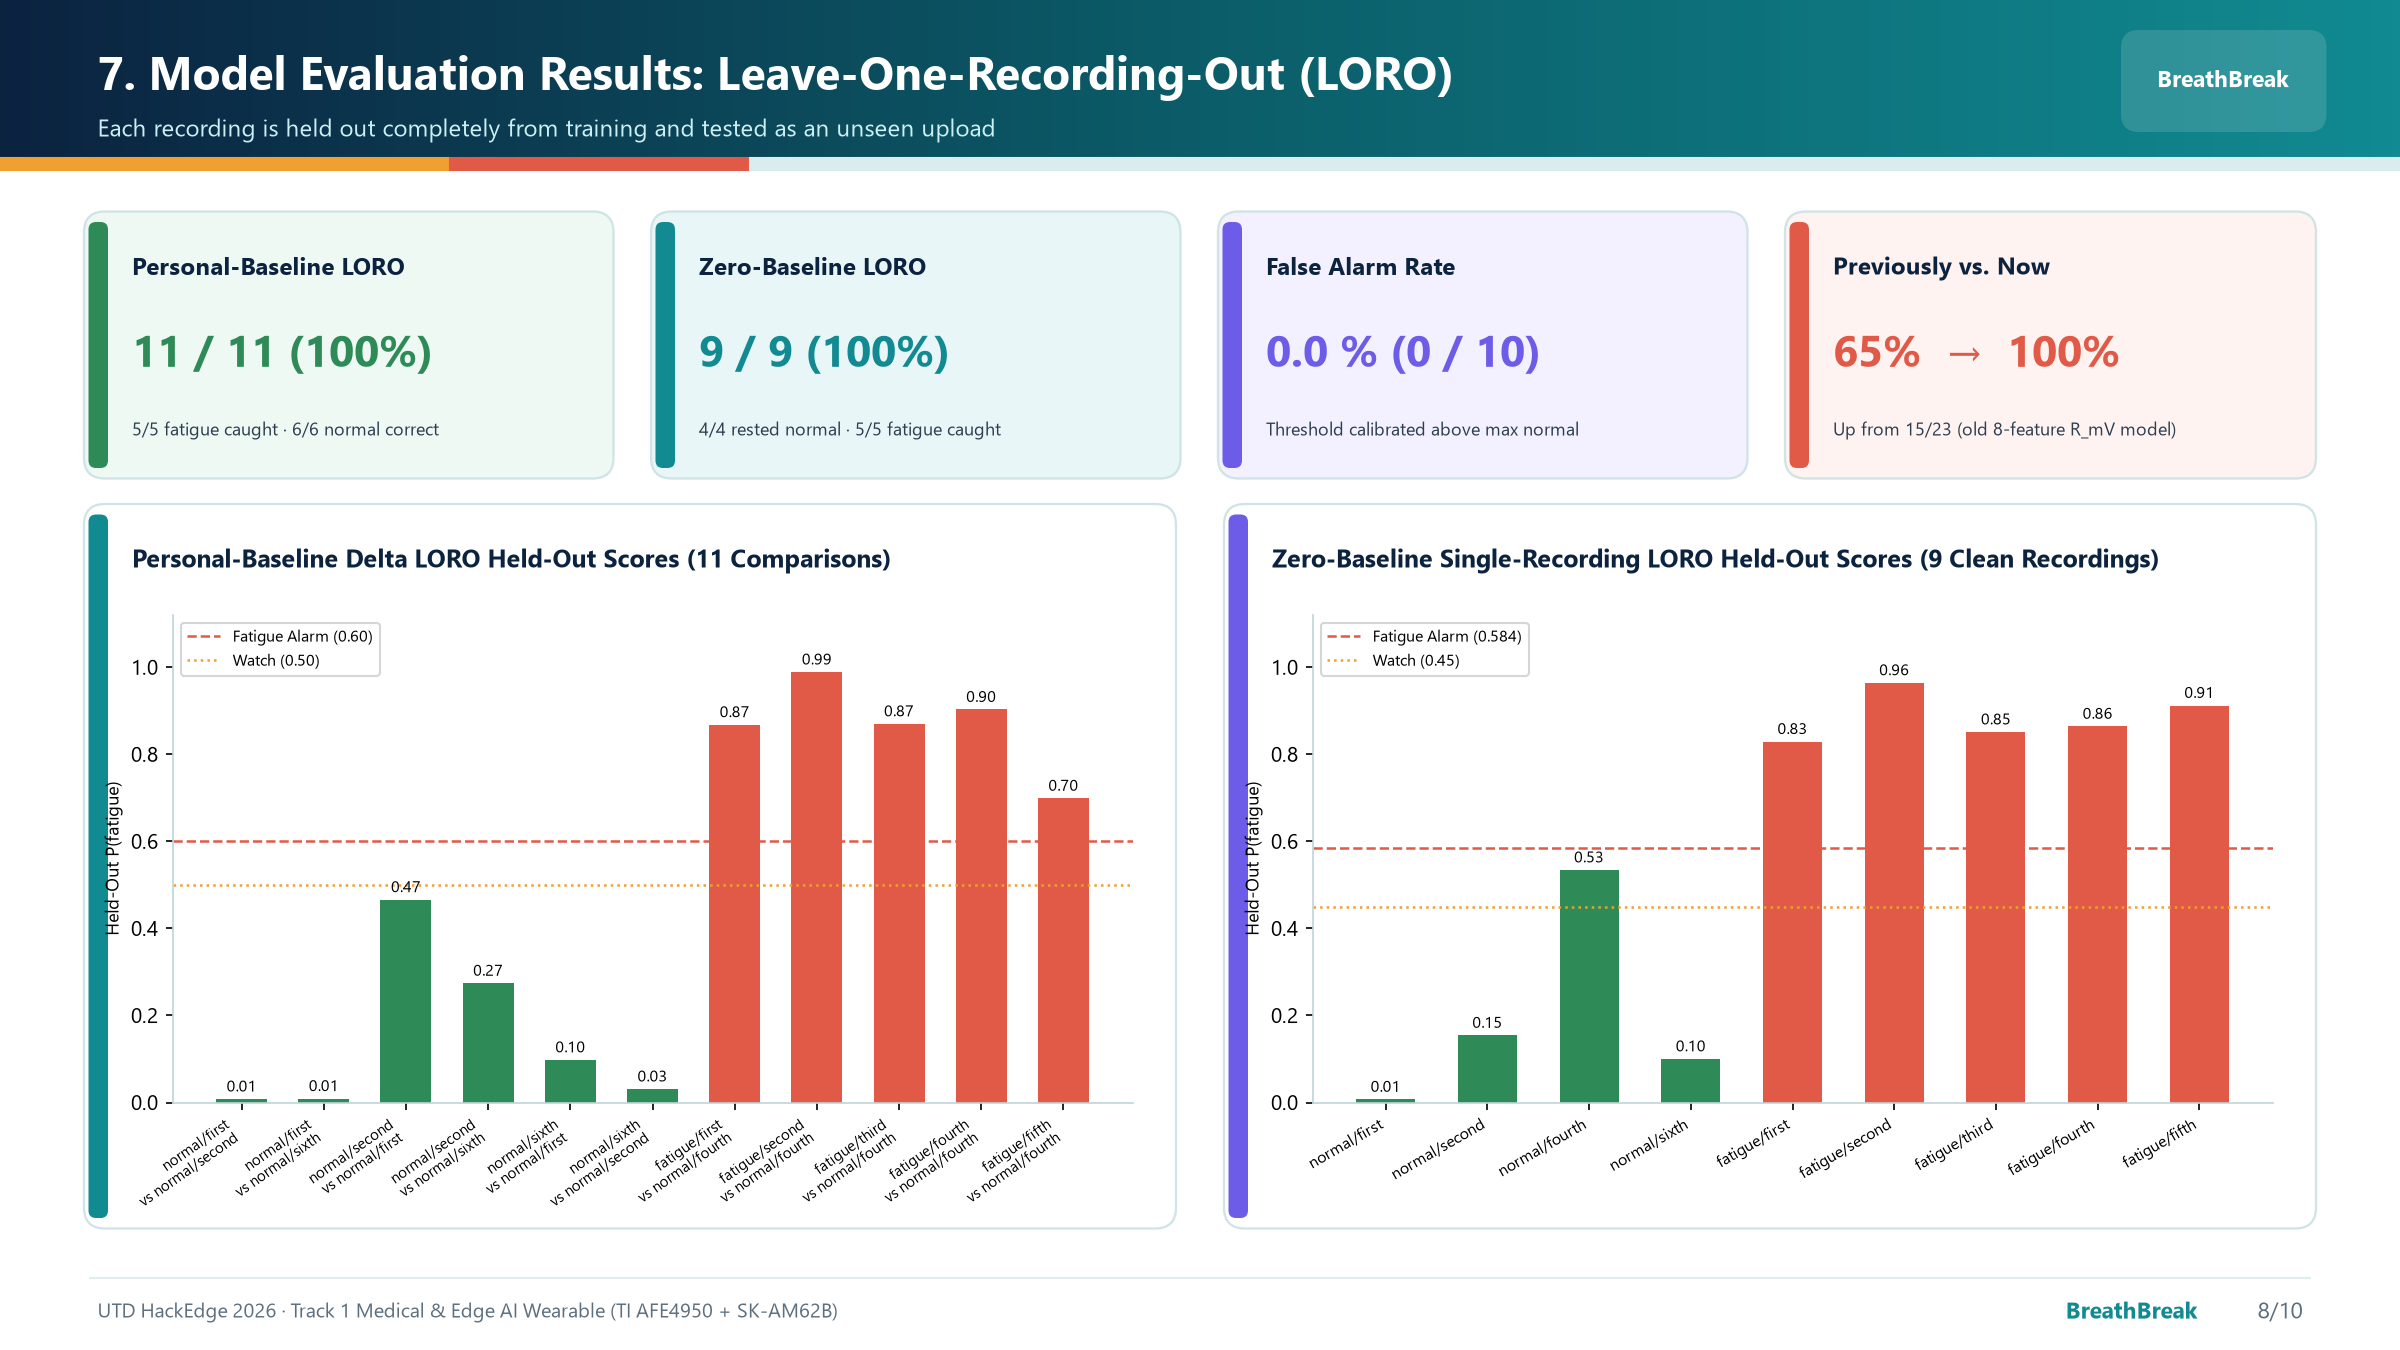 7. Model Evaluation Results: Leave-One-Recording-Out (LORO)
Each recording is held out completely from training and tested as an unseen upload
BreathBreak
Personal-Baseline LORO
11 / 11 (100%)
5/5 fatigue caught · 6/6 normal correct
Zero-Baseline LORO
9 / 9 (100%)
4/4 rested normal · 5/5 fatigue caught
False Alarm Rate
0.0 % (0 / 10)
Threshold calibrated above max normal
Previously vs. Now
65% → 100%
Up from 15/23 (old 8-feature R_mV model)
Personal-Baseline Delta LORO Held-Out Scores (11 Comparisons)
Fatigue Alarm (0.60)
Watch (0.50)
Held-Out P(fatigue)
1.0
0.8
0.6
0.4
0.2
0.0
0.01
0.01
0.47
0.27
0.10
0.03
0.87
0.99
0.87
0.90
0.70
normal/first
vs normal/second
normal/first
vs normal/sixth
normal/second
vs normal/first
normal/second
vs normal/sixth
normal/sixth
vs normal/first
normal/sixth
vs normal/second
fatigue/first
vs normal/fourth
fatigue/second
vs normal/fourth
fatigue/third
vs normal/fourth
fatigue/fourth
vs normal/fourth
fatigue/fifth
vs normal/fourth
Zero-Baseline Single-Recording LORO Held-Out Scores (9 Clean Recordings)
Fatigue Alarm (0.584)
Watch (0.45)
Held-Out P(fatigue)
1.0
0.8
0.6
0.4
0.2
0.0
0.01
0.15
0.53
0.10
0.83
0.96
0.85
0.86
0.91
normal/first
normal/second
normal/fourth
normal/sixth
fatigue/first
fatigue/second
fatigue/third
fatigue/fourth
fatigue/fifth
UTD HackEdge 2026 · Track 1 Medical & Edge AI Wearable (TI AFE4950 + SK-AM62B)
BreathBreak
8/10